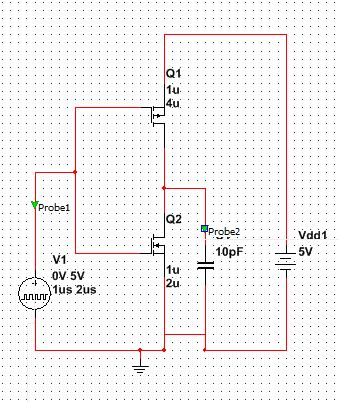 Q1
1u
4u
Probe1
Q2
Probe2
Vdd1
10pF
5V
V1
0V 5V
1us 2us
1u
2u